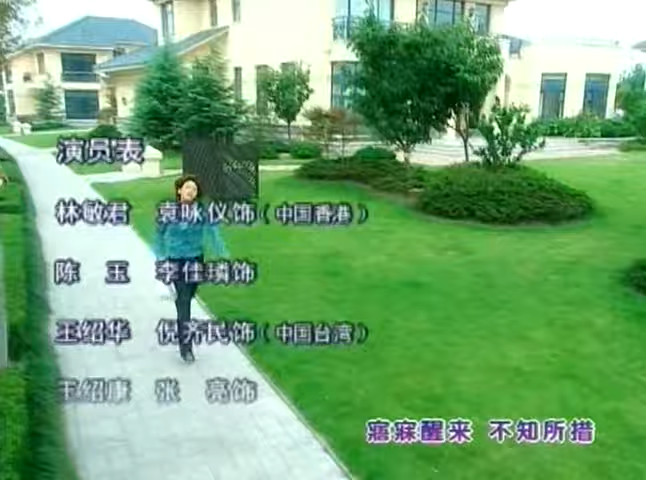 演员表
林敏君 袁咏仪饰（中国香港）
陈 玉 李佳璘饰
王绍华 倪齐民饰（中国台湾）
王绍康 张 亮饰
寤寐醒来 不知所措